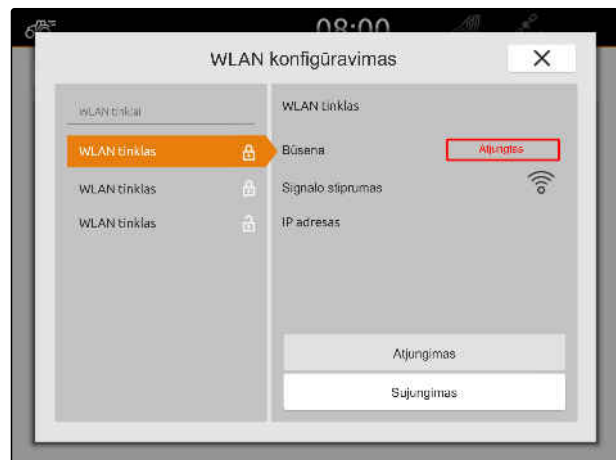 08:00
WLAN konfigūravimas
WLAN tinklai
WLAN tinklas
WLAN tinklas
WLAN tinklas
WLAN tinklas
Būsena
Atjungtas
Signalo stiprumas
IP adresas
Atjungimas
Sujungimas